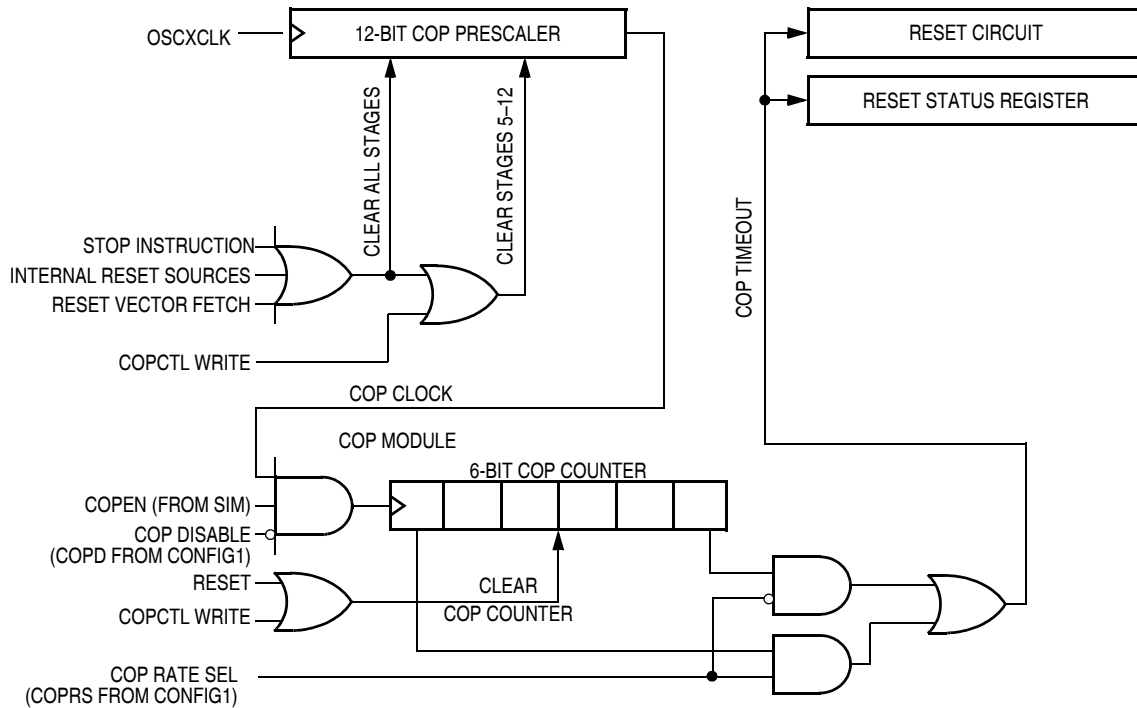 OSCXCLK
12-BIT COP PRESCALER
RESET CIRCUIT
RESET STATUS REGISTER
CLEAR ALL STAGES
CLEAR STAGES 5–12
STOP INSTRUCTION
INTERNAL RESET SOURCES
RESET VECTOR FETCH
COPCTL WRITE
COP TIMEOUT
COP CLOCK
COP MODULE
6-BIT COP COUNTER
COPEN (FROM SIM)
COP DISABLE
(COPD FROM CONFIG1)
RESET
COPCTL WRITE
CLEAR
COP COUNTER
COP RATE SEL
(COPRS FROM CONFIG1)